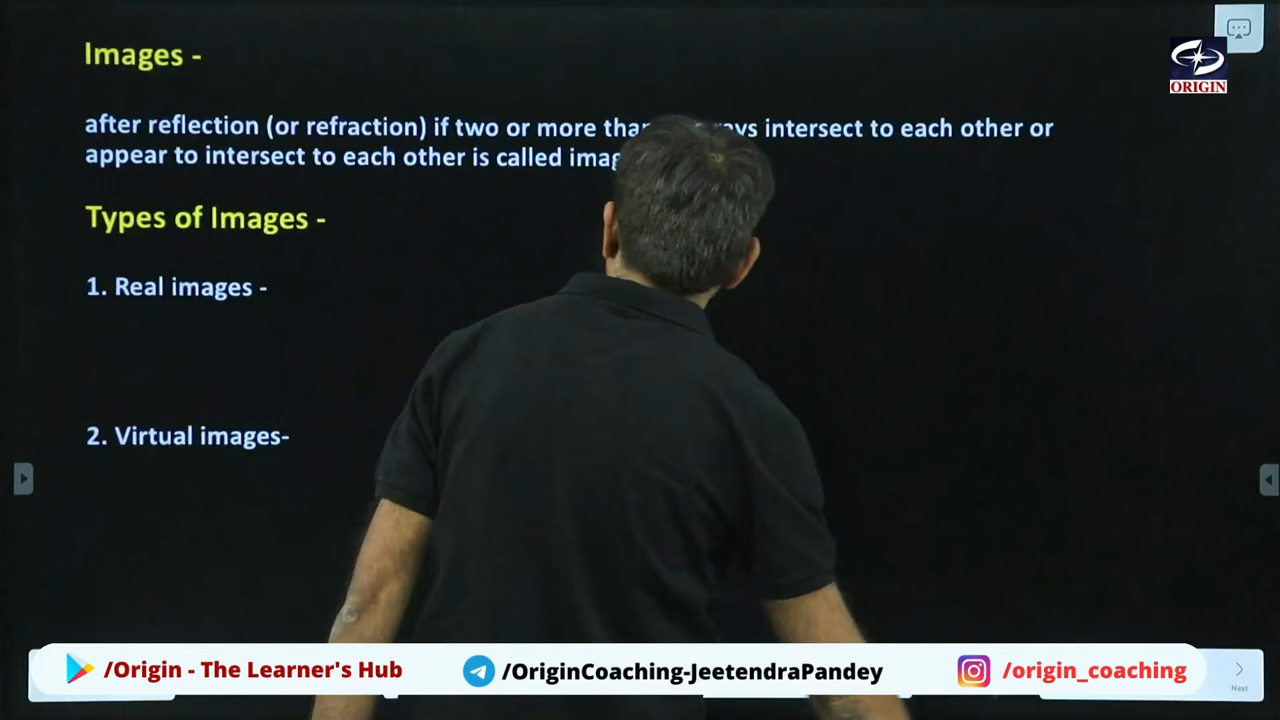 Images -
ORIGIN
after reflection (or refraction) if two or more intersect to each other or
appear to intersect to each other is called
Types of Images -
1. Real images -
2. Virtual images-
/Origin - The Learner's Hub
/OriginCoaching-JeetendraPandey
/origin_coaching
Next